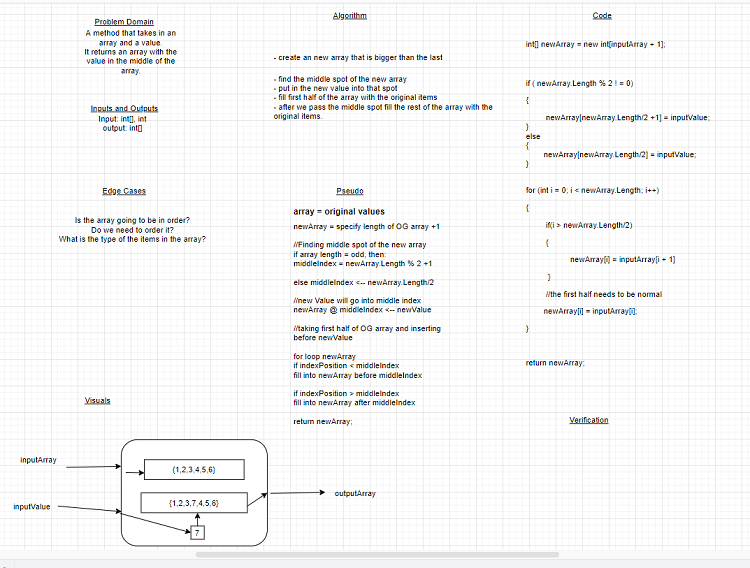 Problem Domain
A method that takes in an
array and a value.
It returns an array with the
value in the middle of the
array.
Inputs and Outputs
Input: int[], int
output: int[]
Edge Cases
Is the array going to be in order?
Do we need to order it?
What is the type of the items in the array?
Visuals
inputArray
{1,2,3,4,5,6}
inputValue
{1,2,3,7,4,5,6}
7
outputArray
Algorithm
- create an new array that is bigger than the last
- find the middle spot of the new array
- put in the new value into that spot
- fill first half of the array with the original items
- after we pass the middle spot fill the rest of the array with the
original items.
Pseudo
array = original values
newArray = specify length of OG array +1
//Finding middle spot of the new array
if array length = odd, then:
middleIndex = newArray.Length % 2 +1
else middleIndex <-- newArray.Length/2
//new Value will go into middle index
newArray @ middleIndex <-- newValue
//taking first half of OG array and inserting
before newValue
for loop newArray
if indexPosition < middleIndex
fill into newArray before middleIndex
if indexPosition > middleIndex
fill into newArray after middleIndex
return newArray;
Code
int[] newArray = new int[inputArray + 1];
if ( newArray.Length % 2 ! = 0)
{
newArray[newArray.Length/2 +1] = inputValue;
}
else
{
newArray[newArray.Length/2] = inputValue;
}
for (int i = 0; i < newArray.Length; i++)
{
if(i > newArray.Length/2)
{
newArray[i] = inputArray[i + 1]
}
//the first half needs to be normal
newArray[i] = inputArray[i];
}
return newArray;
Verification